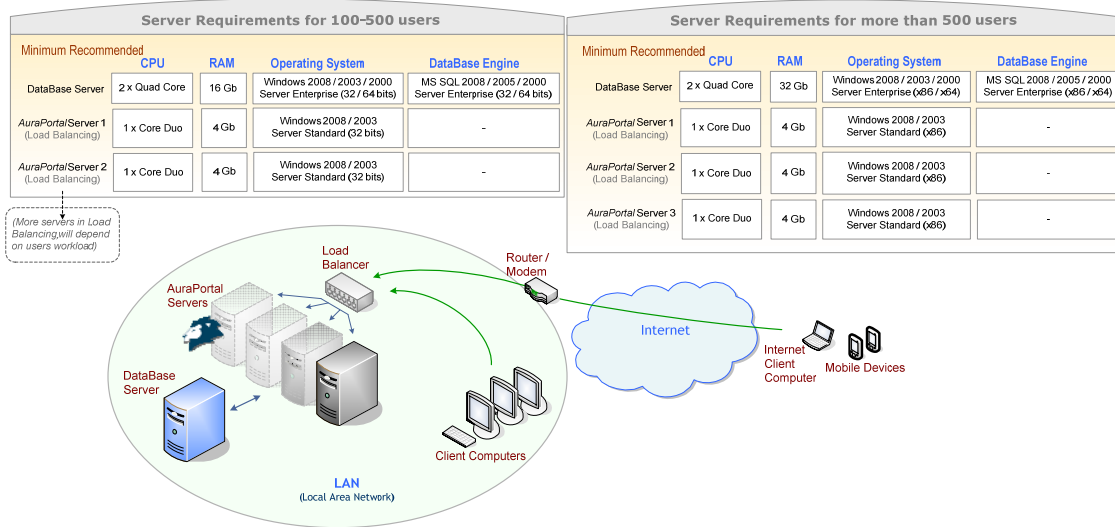 Server Requirements for 100-500 users
Minimum Recommended
CPU RAM Operating System DataBase Engine
DataBase Server
2 x Quad Core
16 Gb
Windows 2008 / 2003 / 2000
Server Enterprise (32 / 64 bits)
MS SQL 2008 / 2005 / 2000
Server Enterprise (32 / 64 bits)
AuraPortal Server 1
(Load Balancing)
1 x Core Duo
4 Gb
Windows 2008 / 2003
Server Standard (32 bits)
-
AuraPortal Server 2
(Load Balancing)
1 x Core Duo
4 Gb
Windows 2008 / 2003
Server Standard (32 bits)
-
(More servers in Load
Balancing,will depend
on users workload)
Server Requirements for more than 500 users
Minimum Recommended
CPU RAM Operating System DataBase Engine
DataBase Server
2 x Quad Core
32 Gb
Windows 2008 / 2003 / 2000
Server Enterprise (x86 / x64)
MS SQL 2008 / 2005 / 2000
Server Enterprise (x86 / x64)
AuraPortal Server 1
(Load Balancing)
1 x Core Duo
4 Gb
Windows 2008 / 2003
Server Standard (x86)
-
AuraPortal Server 2
(Load Balancing)
1 x Core Duo
4 Gb
Windows 2008 / 2003
Server Standard (x86)
-
AuraPortal Server 3
(Load Balancing)
1 x Core Duo
4 Gb
Windows 2008 / 2003
Server Standard (x86)
-
Load
Balancer
Router /
Modem
AuraPortal
Servers
Internet
Internet
Client
Computer
Mobile Devices
DataBase
Server
Client Computers
LAN
(Local Area Network)